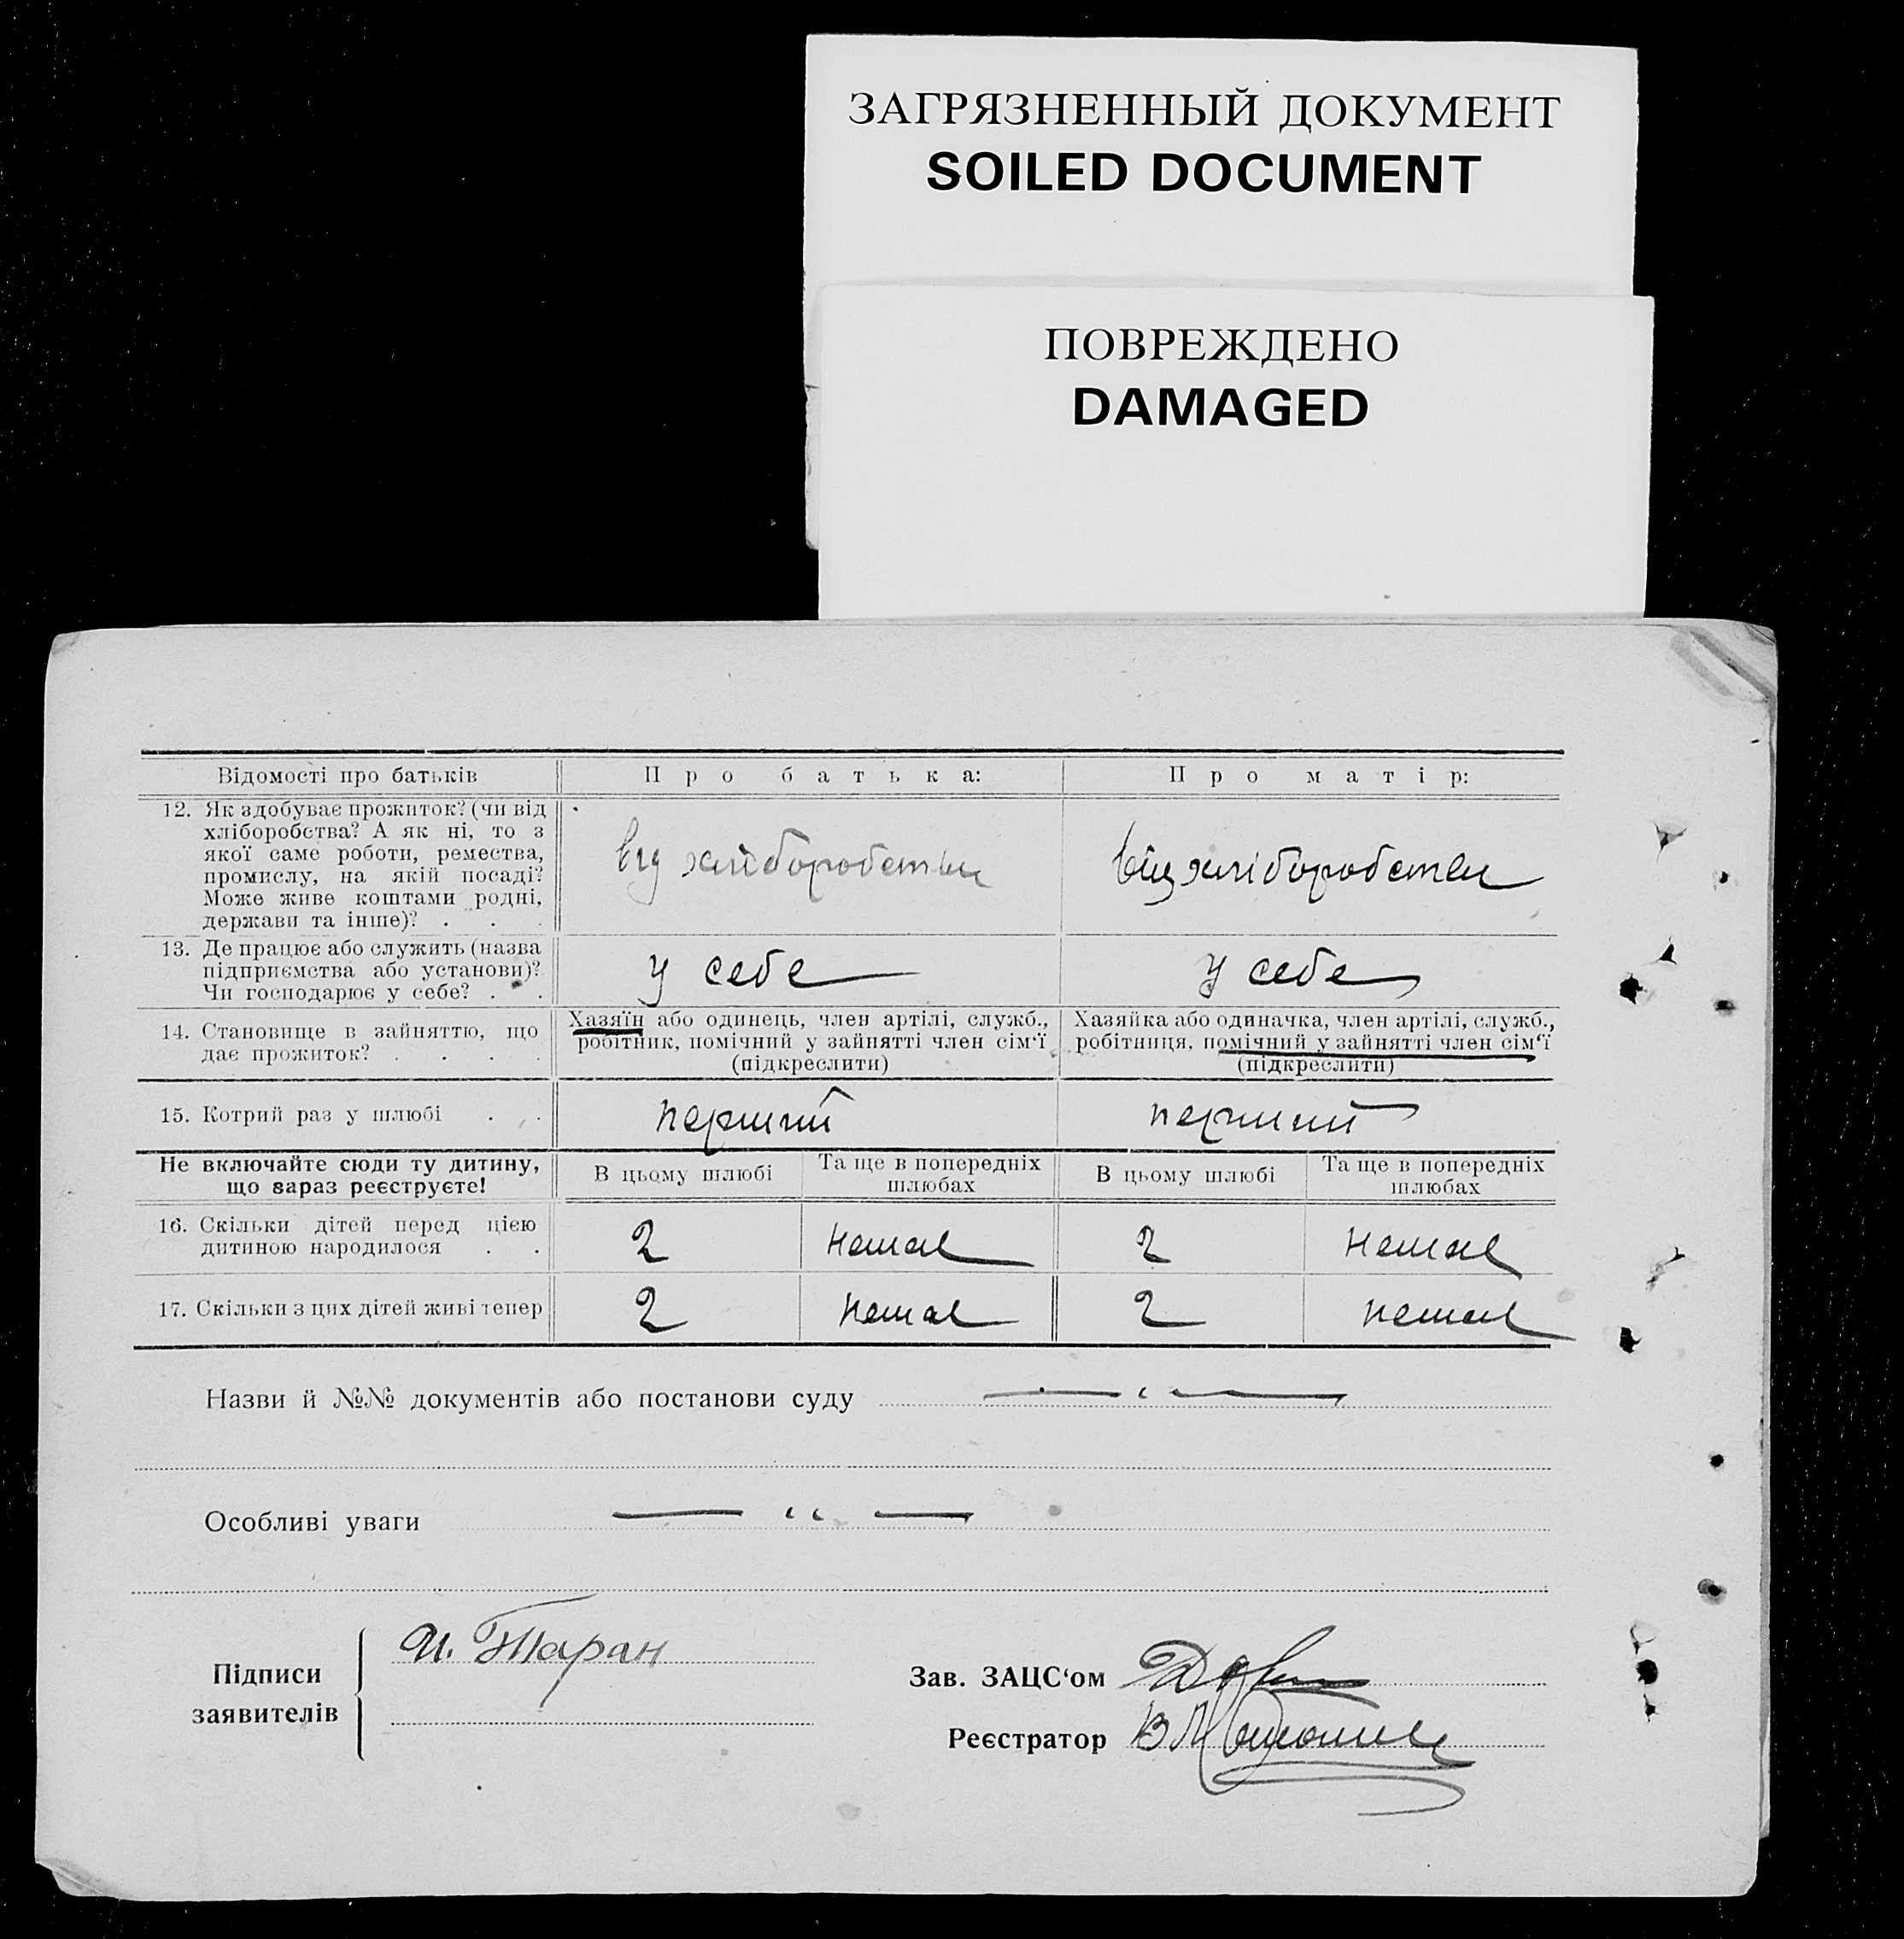 ЗАГРЯЗНЕННЫЙ ДОКУМЕНТ
SOILED DOCUMENT
ПОВРЕЖДЕНО
DAMAGED
Відомості про батьків Про батька: Про матір:
12. Як здобуває прожиток? (чи від
хліборобства? А як ні, то з
якої саме роботи, ремества,
промислу, на якій посаді?
Може живе коштами родні,
держави та інше)? . . .
від хліборобства від хліборобства
13. Де працює або служить (назва
підприємства або установи)?
Чи господарює у себе? . .
у себе у себе
14. Становище в зайняттю, що
дає прожиток? . . . .
Хазяїн або одинець, член артілі, служб.,
робітник, помічний у зайнятті член сім'ї
(підкреслити)
Хазяйка або одиначка, член артілі, служб.,
робітниця, помічний у зайнятті член сім'ї
(підкреслити)
15. Котрий раз у шлюбі . . перший перший
Не включайте сюди ту дитину,
що зараз реєструєте!
В цьому шлюбі
Та ще в попередніх
шлюбах
В цьому шлюбі
Та ще в попередніх
шлюбах
16. Скільки дітей перед цією
дитиною народилося . .
2 немає 2 немає
17. Скільки з цих дітей живі тепер 2 немає 2 немає
Назви й №№ документів або постанови суду — " —
Особливі уваги — " —
Підписи
заявителів
И. Таран
Зав. ЗАЦС'ом
Реєстратор